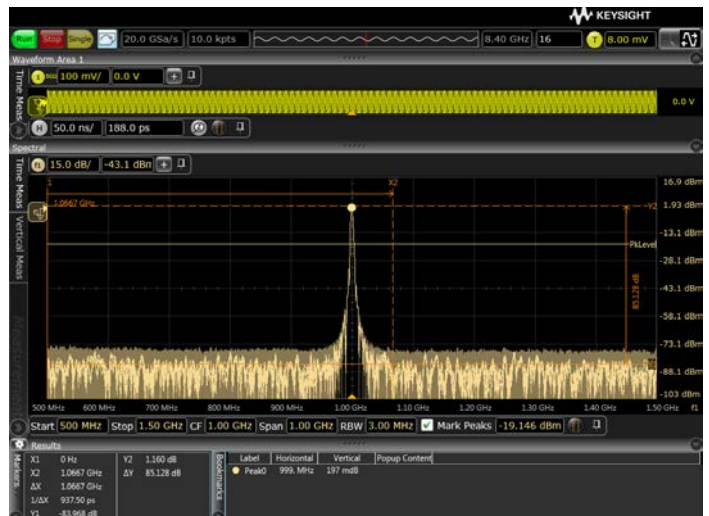 KEYSIGHT
Run Stop Single 20.0 GSa/s 10.0 kpts 8.40 GHz 16 T 8.00 mV
Waveform Area 1
1 100 mV/ 0.0 V
0.0 V
H 50.0 ns/ 188.0 ps
Spectral
f1 15.0 dB/ -43.1 dBm
Time Meas
Time Meas
Vertical Meas
Measurements
1 X2 16.9 dBm
1.0667 GHz Y2 1.93 dBm
-13.1 dBm
PkLevel
-28.1 dBm
85.128 dB
-43.1 dBm
-58.1 dBm
-73.1 dBm
-88.1 dBm
-103 dBm
500 MHz 600 MHz 700 MHz 800 MHz 900 MHz 1.00 GHz 1.10 GHz 1.20 GHz 1.30 GHz 1.40 GHz 1.50 GHz f1
Start 500 MHz Stop 1.50 GHz CF 1.00 GHz Span 1.00 GHz RBW 3.00 MHz Mark Peaks -19.146 dBm
Results
Markers
X1 0 Hz Y2 1.160 dB
X2 1.0667 GHz ΔY 85.128 dB
ΔX 1.0667 GHz
1/ΔX 937.50 ps
Y1 -83.968 dB
Bookmarks
Label Horizontal Vertical Popup Content
Peak0 999. MHz 197 mdB